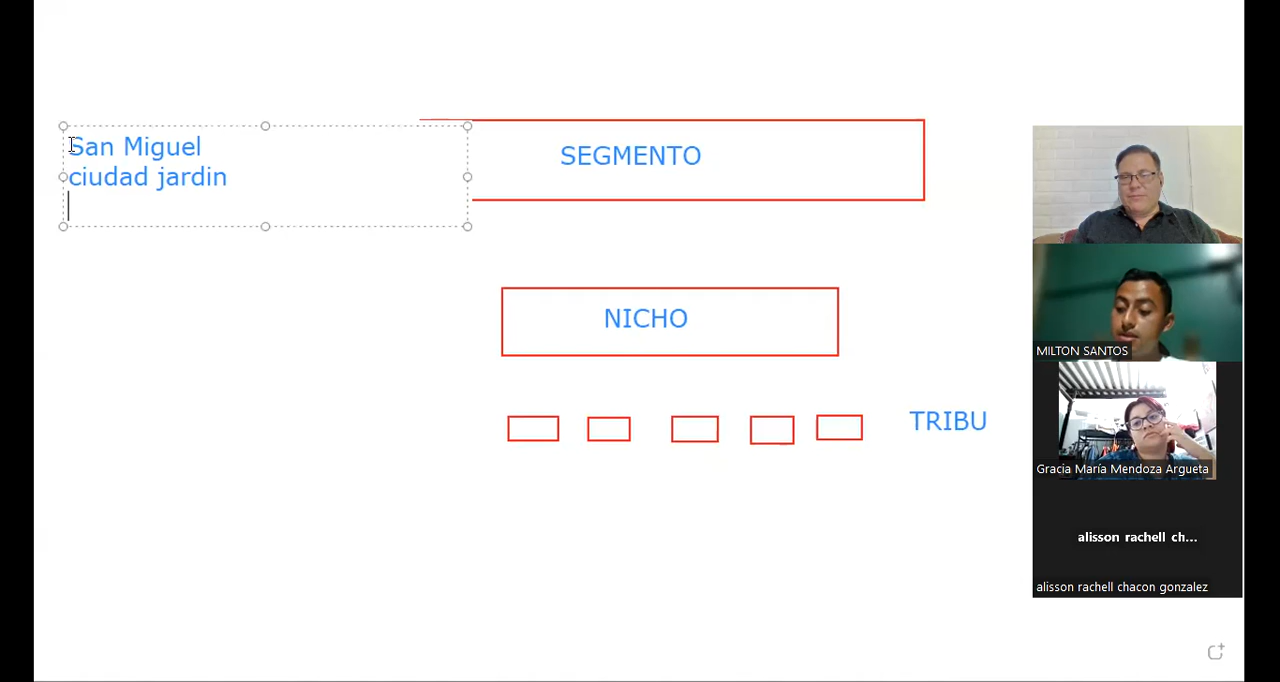 San Miguel
ciudad jardin
SEGMENTO
NICHO
TRIBU
MILTON SANTOS
Gracia María Mendoza Argueta
alisson rachell ch...
alisson rachell chacon gonzalez